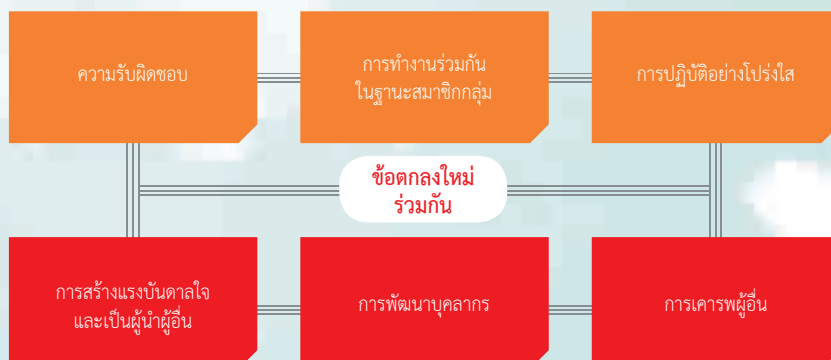 ความรับผิดชอบ
การทำงานร่วมกัน
ในฐานะสมาชิกกลุ่ม
การปฏิบัติอย่างโปร่งใส
ข้อตกลงใหม่
ร่วมกัน
การสร้างแรงบันดาลใจ
และเป็นผู้นำผู้อื่น
การพัฒนาบุคลากร
การเคารพผู้อื่น